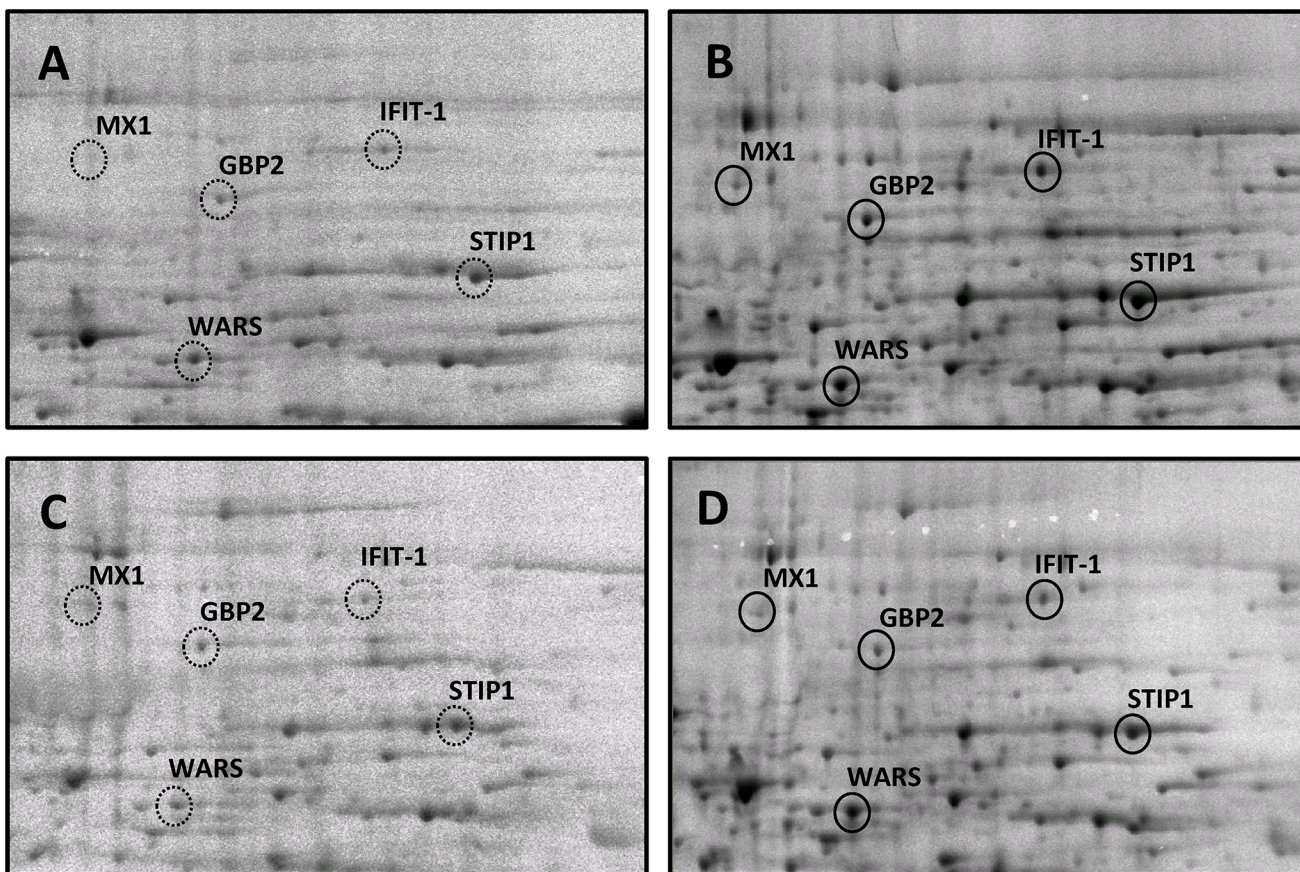 A
MX1
IFIT-1
GBP2
STIP1
WARS
B
MX1
IFIT-1
GBP2
STIP1
WARS
C
MX1
IFIT-1
GBP2
STIP1
WARS
D
MX1
IFIT-1
GBP2
STIP1
WARS